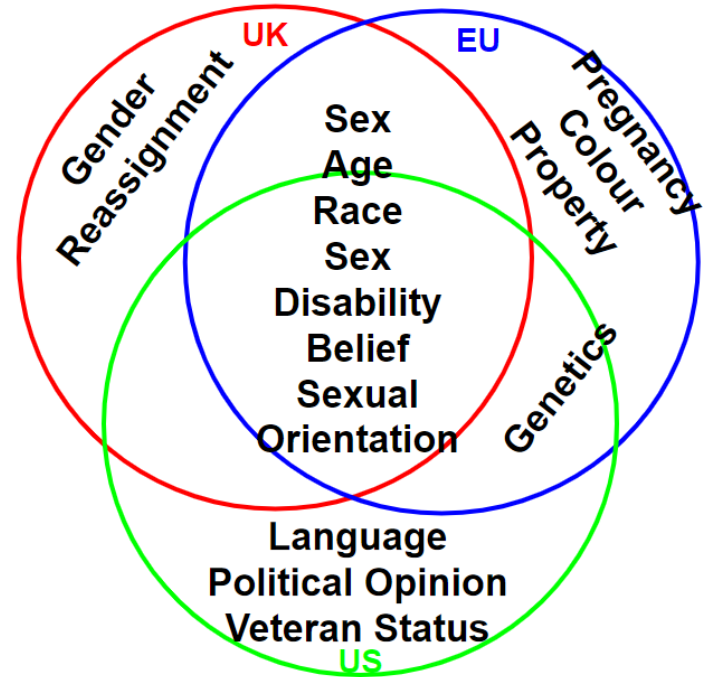 UK
EU
Gender
Reassignment
Sex
Age
Race
Sex
Disability
Belief
Sexual
Orientation
Pregnancy
Colour
Property
Genetics
Language
Political Opinion
Veteran Status
US